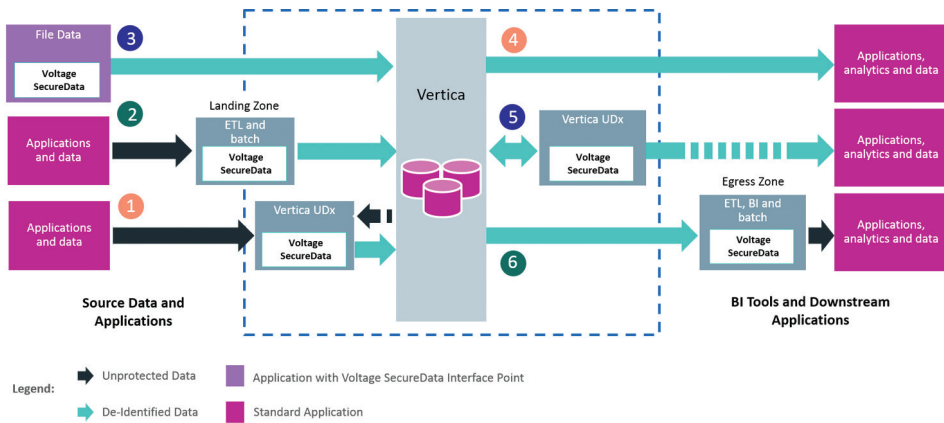 File Data
Voltage
SecureData
3
4
Applications,
analytics and data
Vertica
2
Applications
and data
Landing Zone
ETL and
batch
Voltage
SecureData
5
Vertica UDx
Voltage
SecureData
Applications,
analytics and data
1
Applications
and data
Vertica UDx
Voltage
SecureData
6
Egress Zone
ETL, BI and
batch
Voltage
SecureData
Applications,
analytics and data
Source Data and
Applications
BI Tools and Downstream
Applications
Legend:
Unprotected Data
Application with Voltage SecureData Interface Point
De-Identified Data
Standard Application